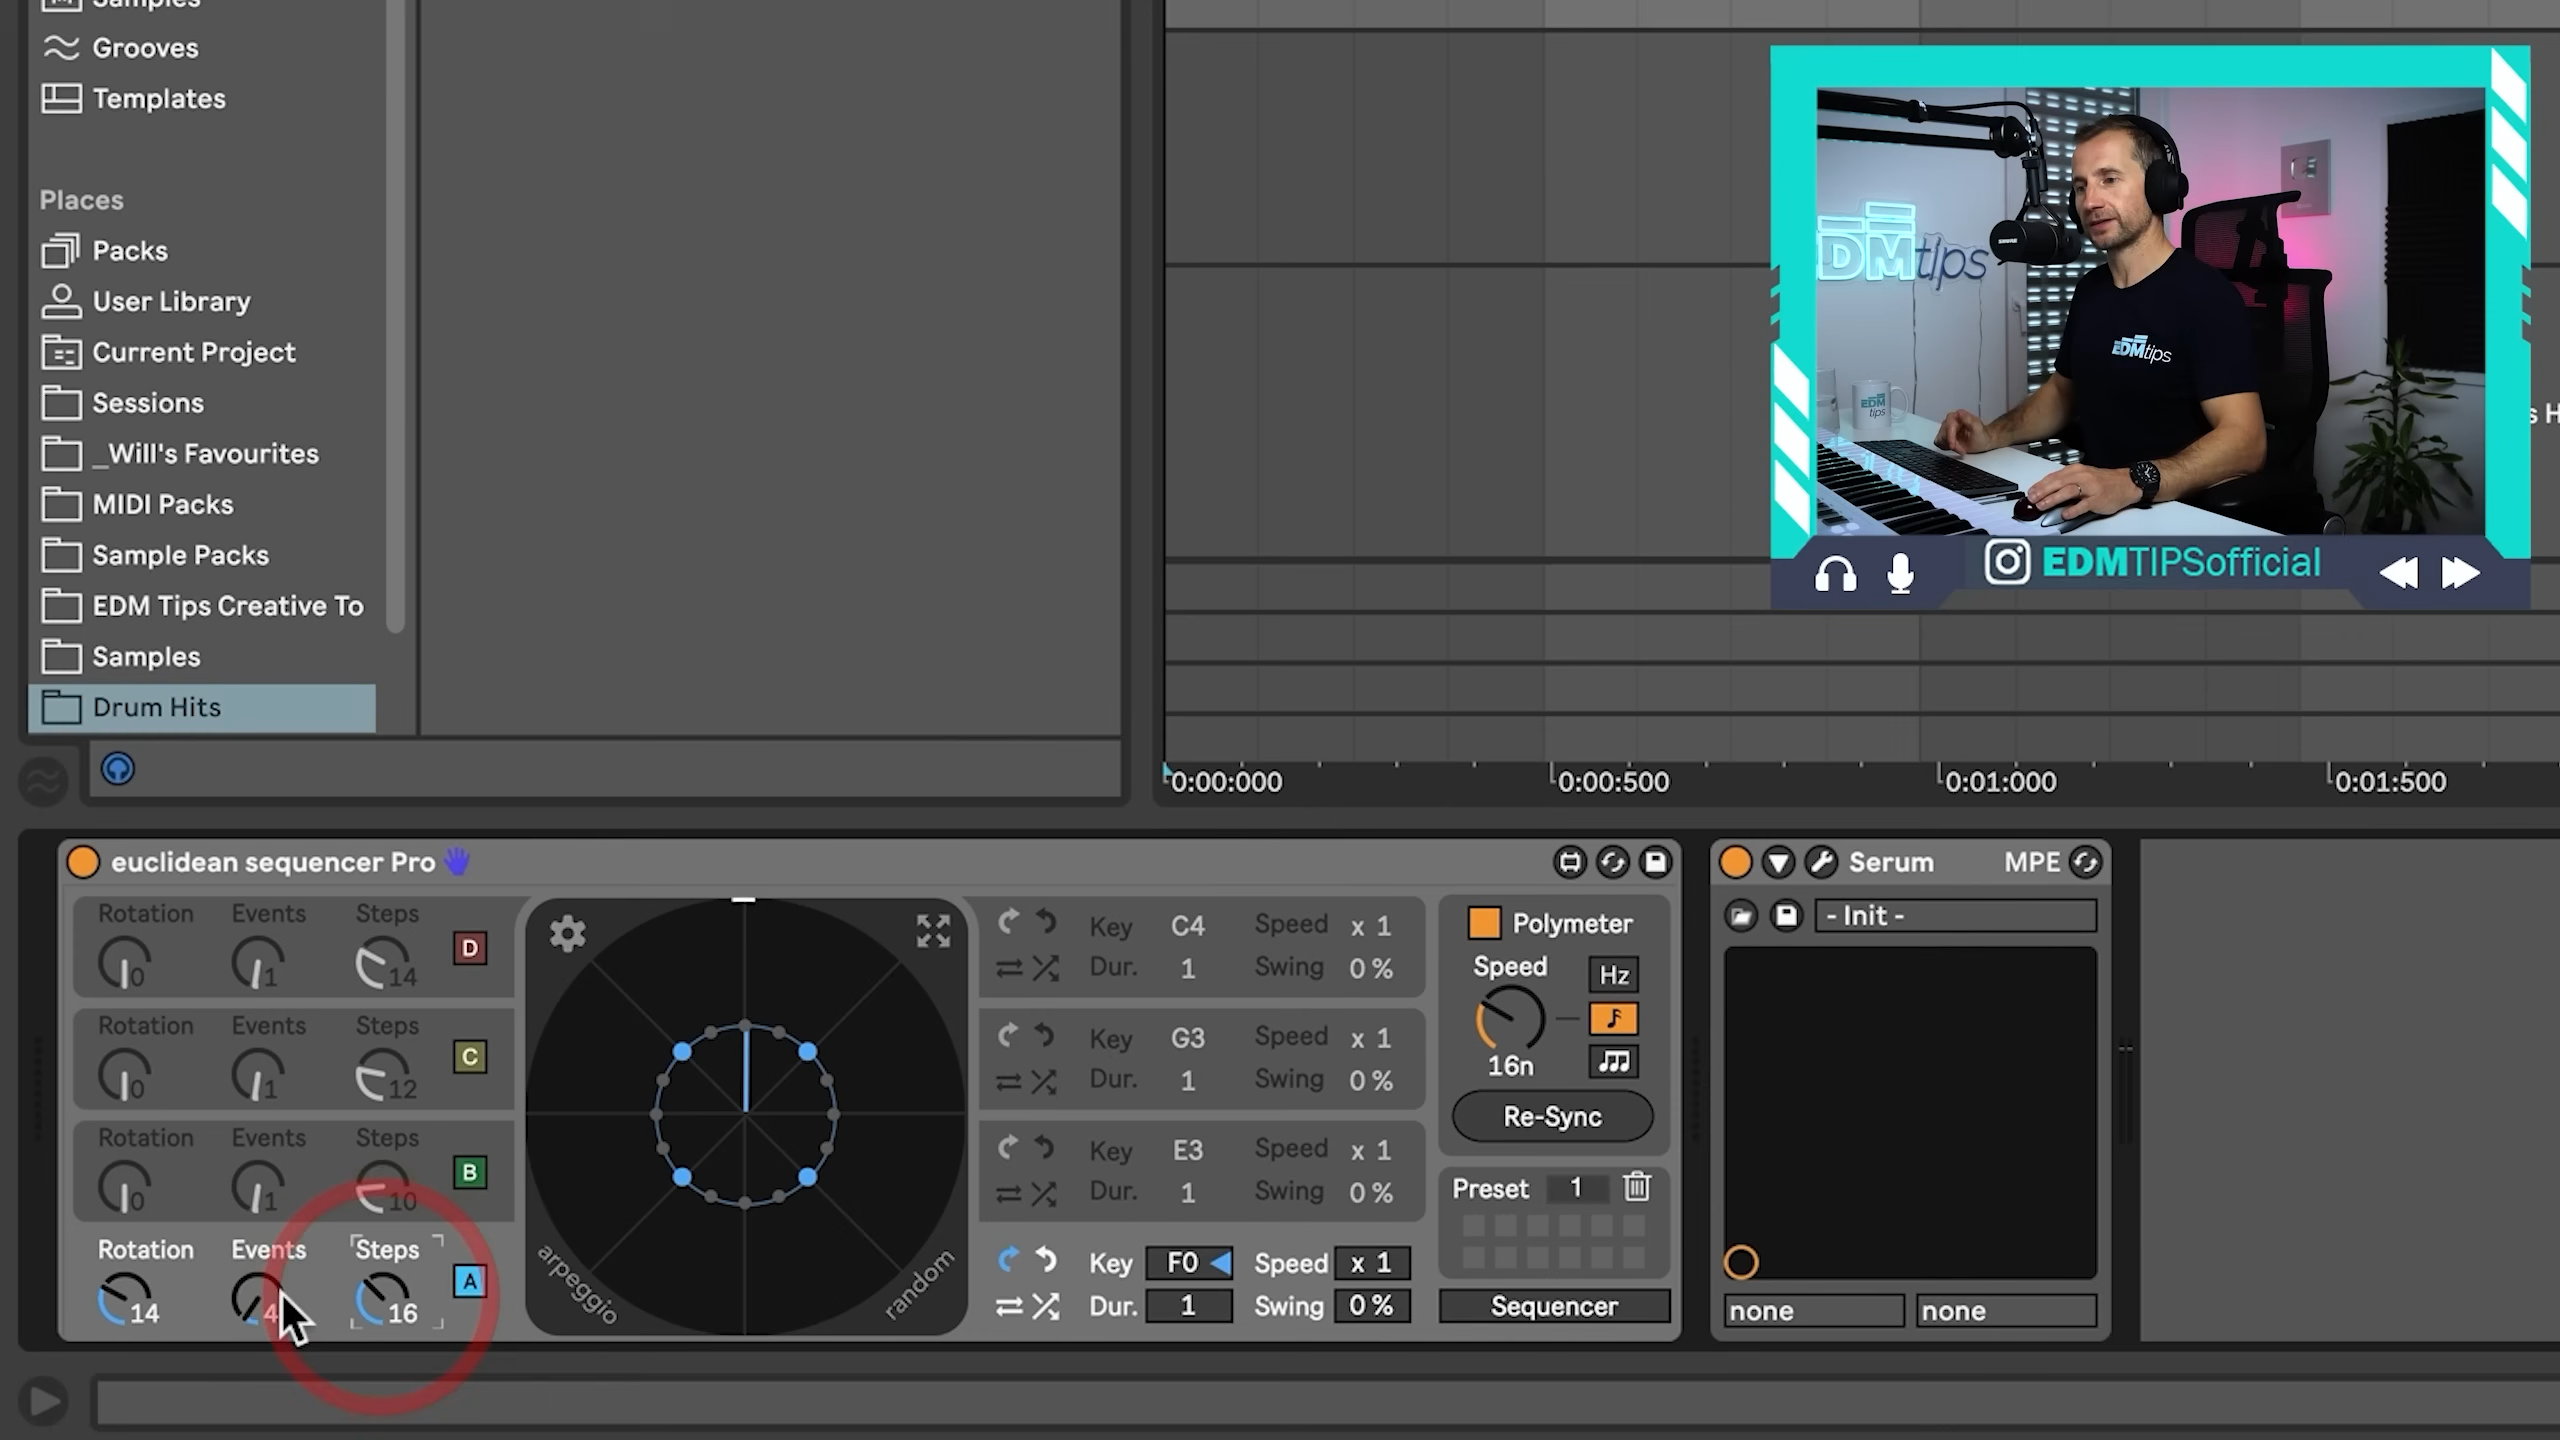 Samples
Grooves
Templates
Places
Packs
User Library
Current Project
Sessions
_Will's Favourites
MIDI Packs
Sample Packs
EDM Tips Creative To
Samples
Drum Hits
EDMtips
EDMtips
EDM
tips
EDMTIPSofficial
s H
0:00:000 0:00:500 0:01:000 0:01:500
euclidean sequencer Pro
Rotation Events Steps
0 1 14 D
Rotation Events Steps
0 1 12 C
Rotation Events Steps
0 1 10 B
Rotation Events Steps
14 4 16 A
arpeggio
random
Key C4 Speed x 1
Dur. 1 Swing 0 %
Key G3 Speed x 1
Dur. 1 Swing 0 %
Key E3 Speed x 1
Dur. 1 Swing 0 %
Key F0 Speed x 1
Dur. 1 Swing 0 %
Polymeter
Speed Hz
16n
Re-Sync
Preset 1
Sequencer
Serum MPE
- Init -
none none